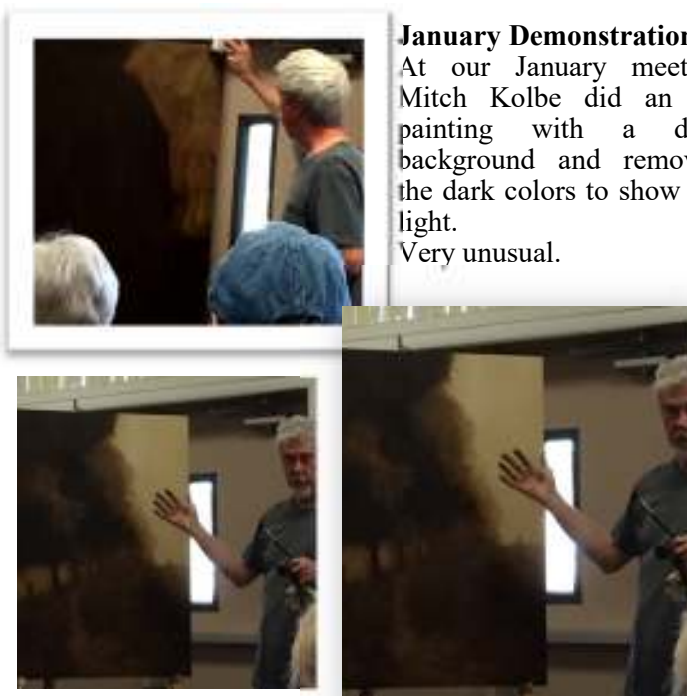 January Demonstration
At our January meet
Mitch Kolbe did an
painting with a d
background and remov
the dark colors to show
light.
Very unusual.